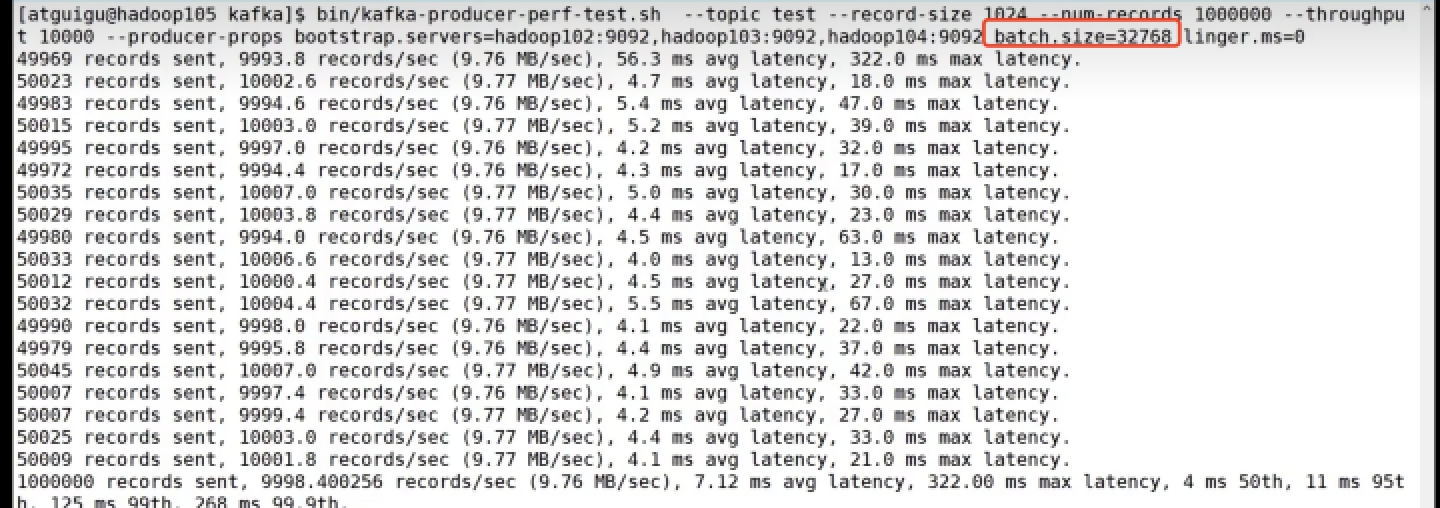 [atguigu@hadoop105 kafka]$ bin/kafka-producer-perf-test.sh  --topic test --record-size 1024 --num-records 1000000 --throughpu
t 10000 --producer-props bootstrap.servers=hadoop102:9092,hadoop103:9092,hadoop104:9092 batch.size=32768 linger.ms=0
49969 records sent, 9993.8 records/sec (9.76 MB/sec), 56.3 ms avg latency, 322.0 ms max latency.
50023 records sent, 10002.6 records/sec (9.77 MB/sec), 4.7 ms avg latency, 18.0 ms max latency.
49983 records sent, 9994.6 records/sec (9.76 MB/sec), 5.4 ms avg latency, 47.0 ms max latency.
50015 records sent, 10003.0 records/sec (9.77 MB/sec), 5.2 ms avg latency, 39.0 ms max latency.
49995 records sent, 9997.0 records/sec (9.76 MB/sec), 4.2 ms avg latency, 32.0 ms max latency.
49972 records sent, 9994.4 records/sec (9.76 MB/sec), 4.3 ms avg latency, 17.0 ms max latency.
50035 records sent, 10007.0 records/sec (9.77 MB/sec), 5.0 ms avg latency, 30.0 ms max latency.
50029 records sent, 10003.8 records/sec (9.77 MB/sec), 4.4 ms avg latency, 23.0 ms max latency.
49980 records sent, 9994.0 records/sec (9.76 MB/sec), 4.5 ms avg latency, 63.0 ms max latency.
50033 records sent, 10006.6 records/sec (9.77 MB/sec), 4.0 ms avg latency, 13.0 ms max latency.
50012 records sent, 10000.4 records/sec (9.77 MB/sec), 4.5 ms avg latency, 27.0 ms max latency.
50032 records sent, 10004.4 records/sec (9.77 MB/sec), 5.5 ms avg latency, 67.0 ms max latency.
49990 records sent, 9998.0 records/sec (9.76 MB/sec), 4.1 ms avg latency, 22.0 ms max latency.
49979 records sent, 9995.8 records/sec (9.76 MB/sec), 4.4 ms avg latency, 37.0 ms max latency.
50045 records sent, 10007.0 records/sec (9.77 MB/sec), 4.9 ms avg latency, 42.0 ms max latency.
50007 records sent, 9997.4 records/sec (9.76 MB/sec), 4.1 ms avg latency, 33.0 ms max latency.
50007 records sent, 9999.4 records/sec (9.77 MB/sec), 4.2 ms avg latency, 27.0 ms max latency.
50025 records sent, 10003.0 records/sec (9.77 MB/sec), 4.4 ms avg latency, 33.0 ms max latency.
50009 records sent, 10001.8 records/sec (9.77 MB/sec), 4.1 ms avg latency, 21.0 ms max latency.
1000000 records sent, 9998.400256 records/sec (9.76 MB/sec), 7.12 ms avg latency, 322.00 ms max latency, 4 ms 50th, 11 ms 95t
h, 125 ms 99th, 268 ms 99.9th.